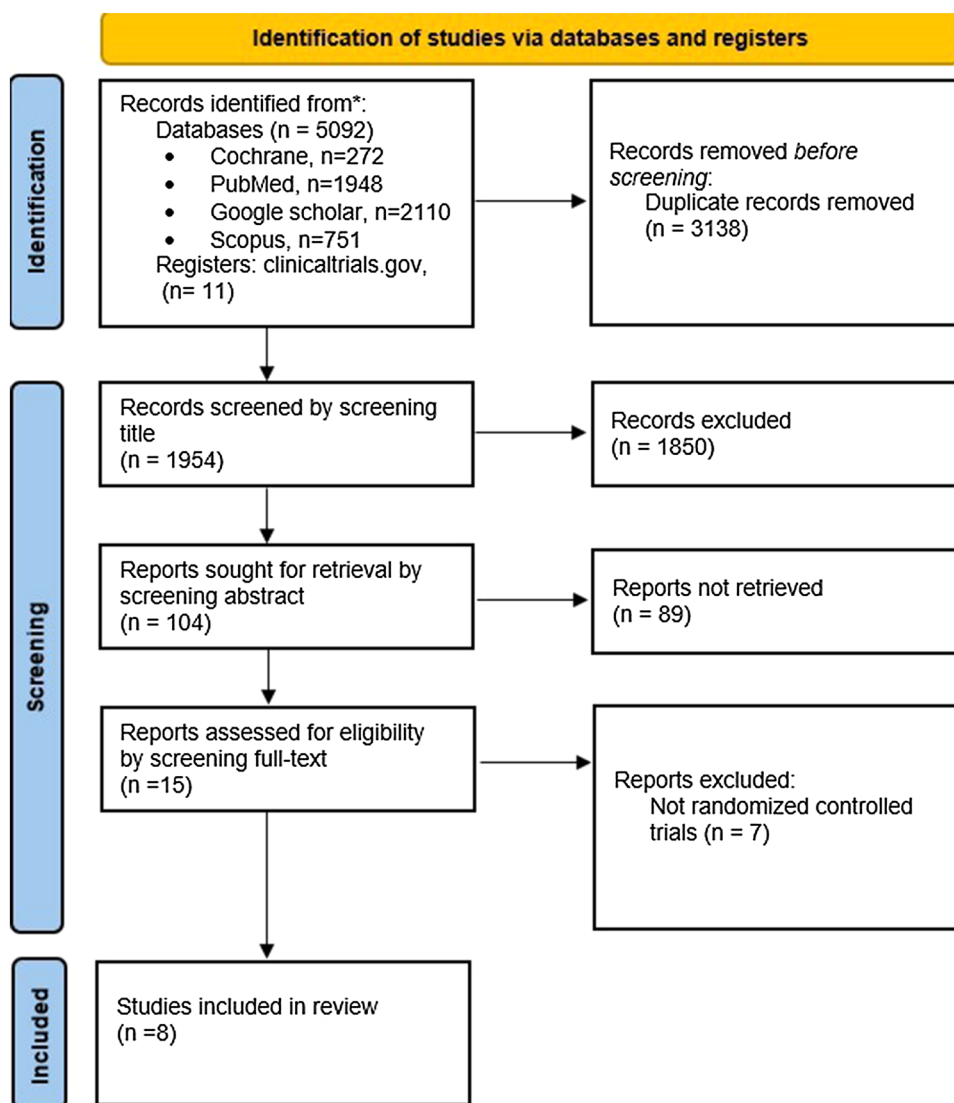 Identification of studies via databases and registers
Identification
Records identified from*:
Databases (n = 5092)
• Cochrane, n=272
• PubMed, n=1948
• Google scholar, n=2110
• Scopus, n=751
Registers: clinicaltrials.gov,
(n= 11)
Records removed before
screening:
Duplicate records removed
(n = 3138)
Screening
Records screened by screening
title
(n = 1954)
Records excluded
(n = 1850)
Reports sought for retrieval by
screening abstract
(n = 104)
Reports not retrieved
(n = 89)
Reports assessed for eligibility
by screening full-text
(n =15)
Reports excluded:
Not randomized controlled
trials (n = 7)
Included
Studies included in review
(n =8)